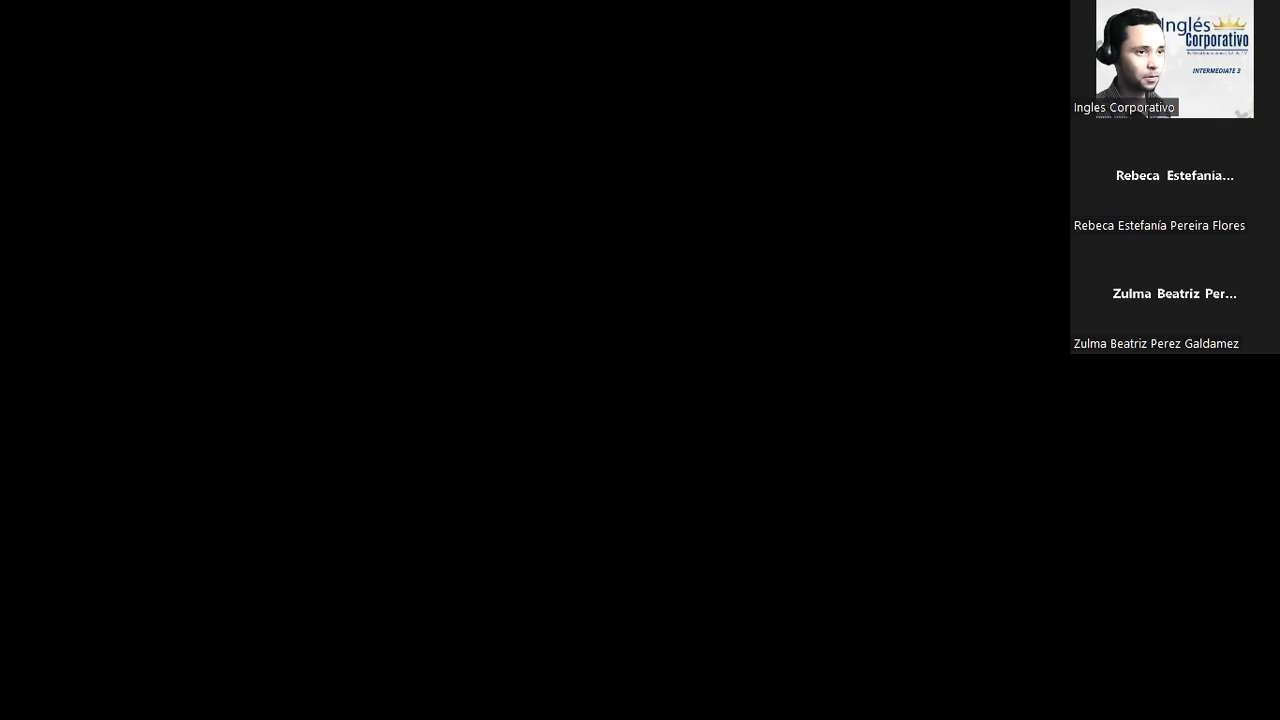 Inglés
Corporativo
INTERMEDIATE 3
Ingles Corporativo
Rebeca Estefanía...
Rebeca Estefanía Pereira Flores
Zulma Beatriz Per...
Zulma Beatriz Perez Galdamez